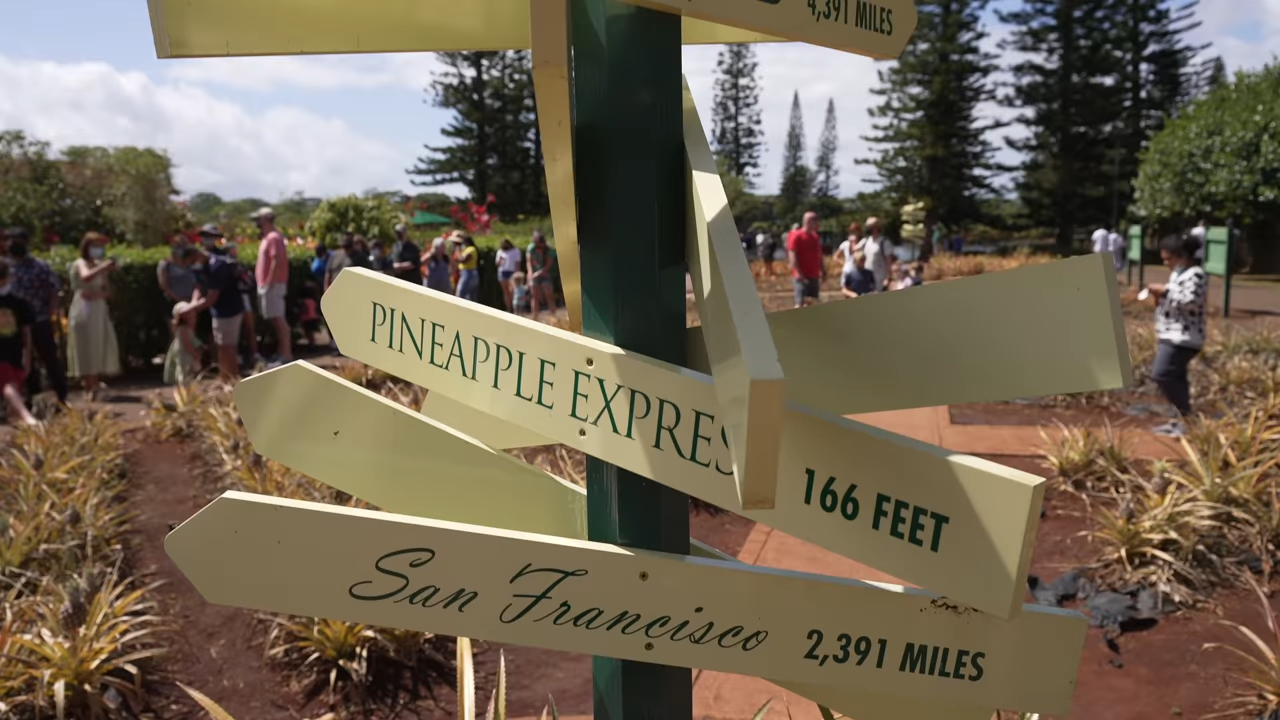 4,391 MILES
PINEAPPLE EXPRES
166 FEET
San Francisco 2,391 MILES